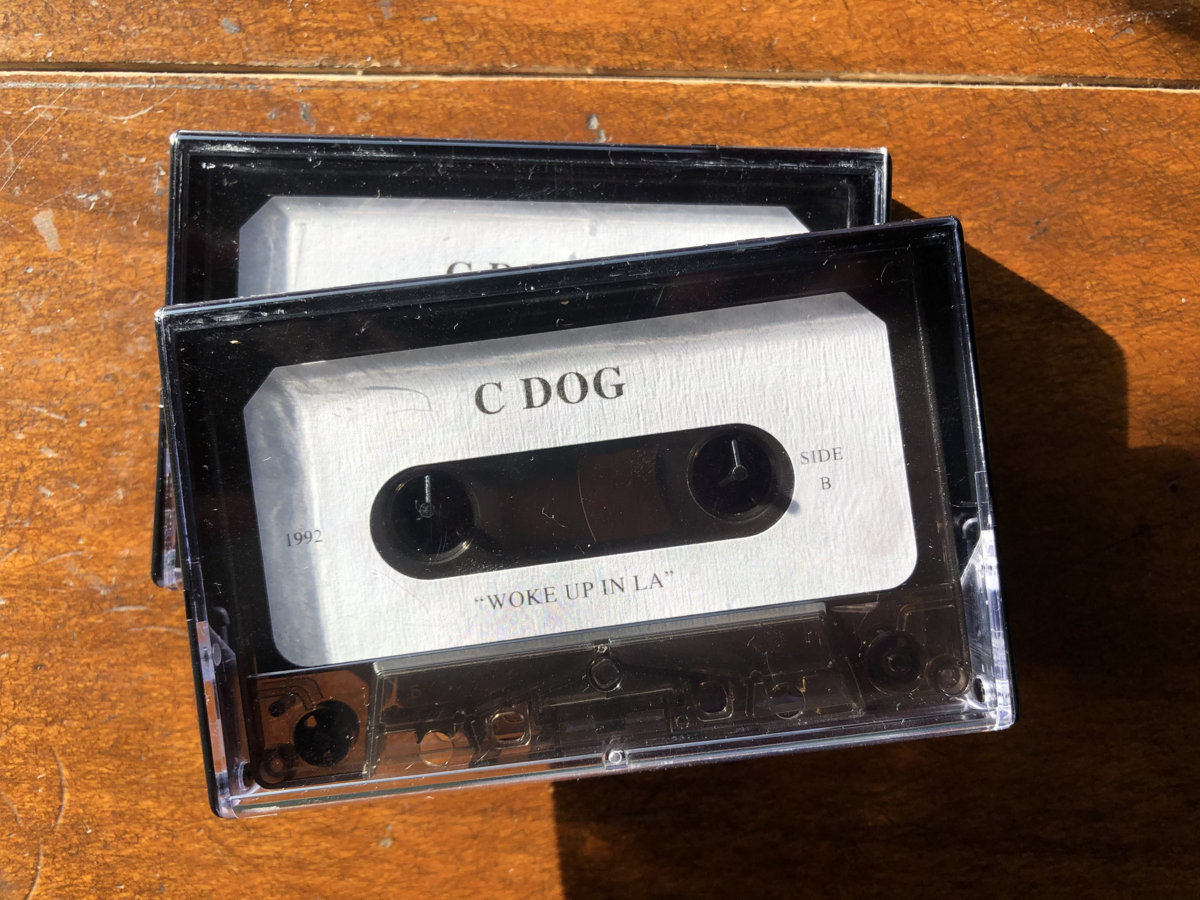 C DOG
SIDE
B
1992
“WOKE UP IN LA”